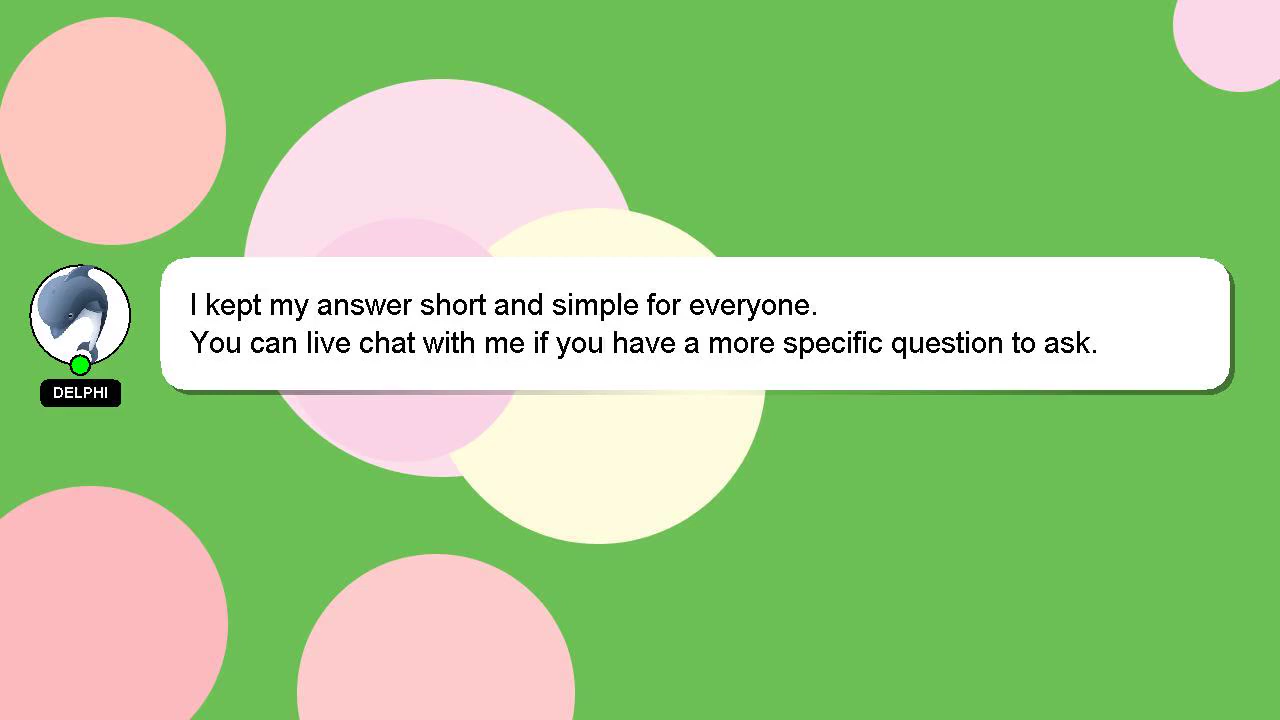 I kept my answer short and simple for everyone.
You can live chat with me if you have a more specific question to ask.
DELPHI